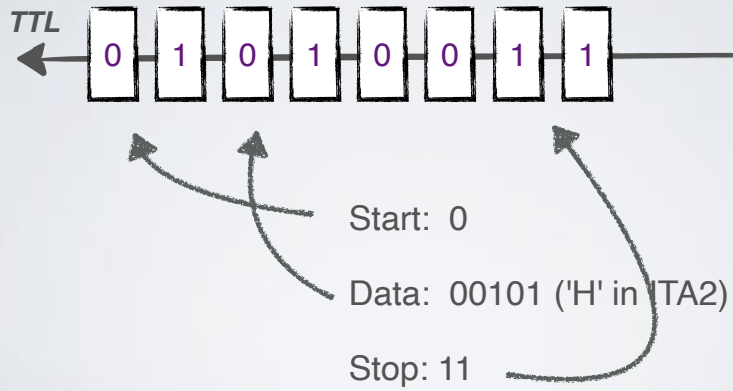 TTL
0 1 0 1 0 0 1 1
Start: 0
Data: 00101 ('H' in ITA2)
Stop: 11